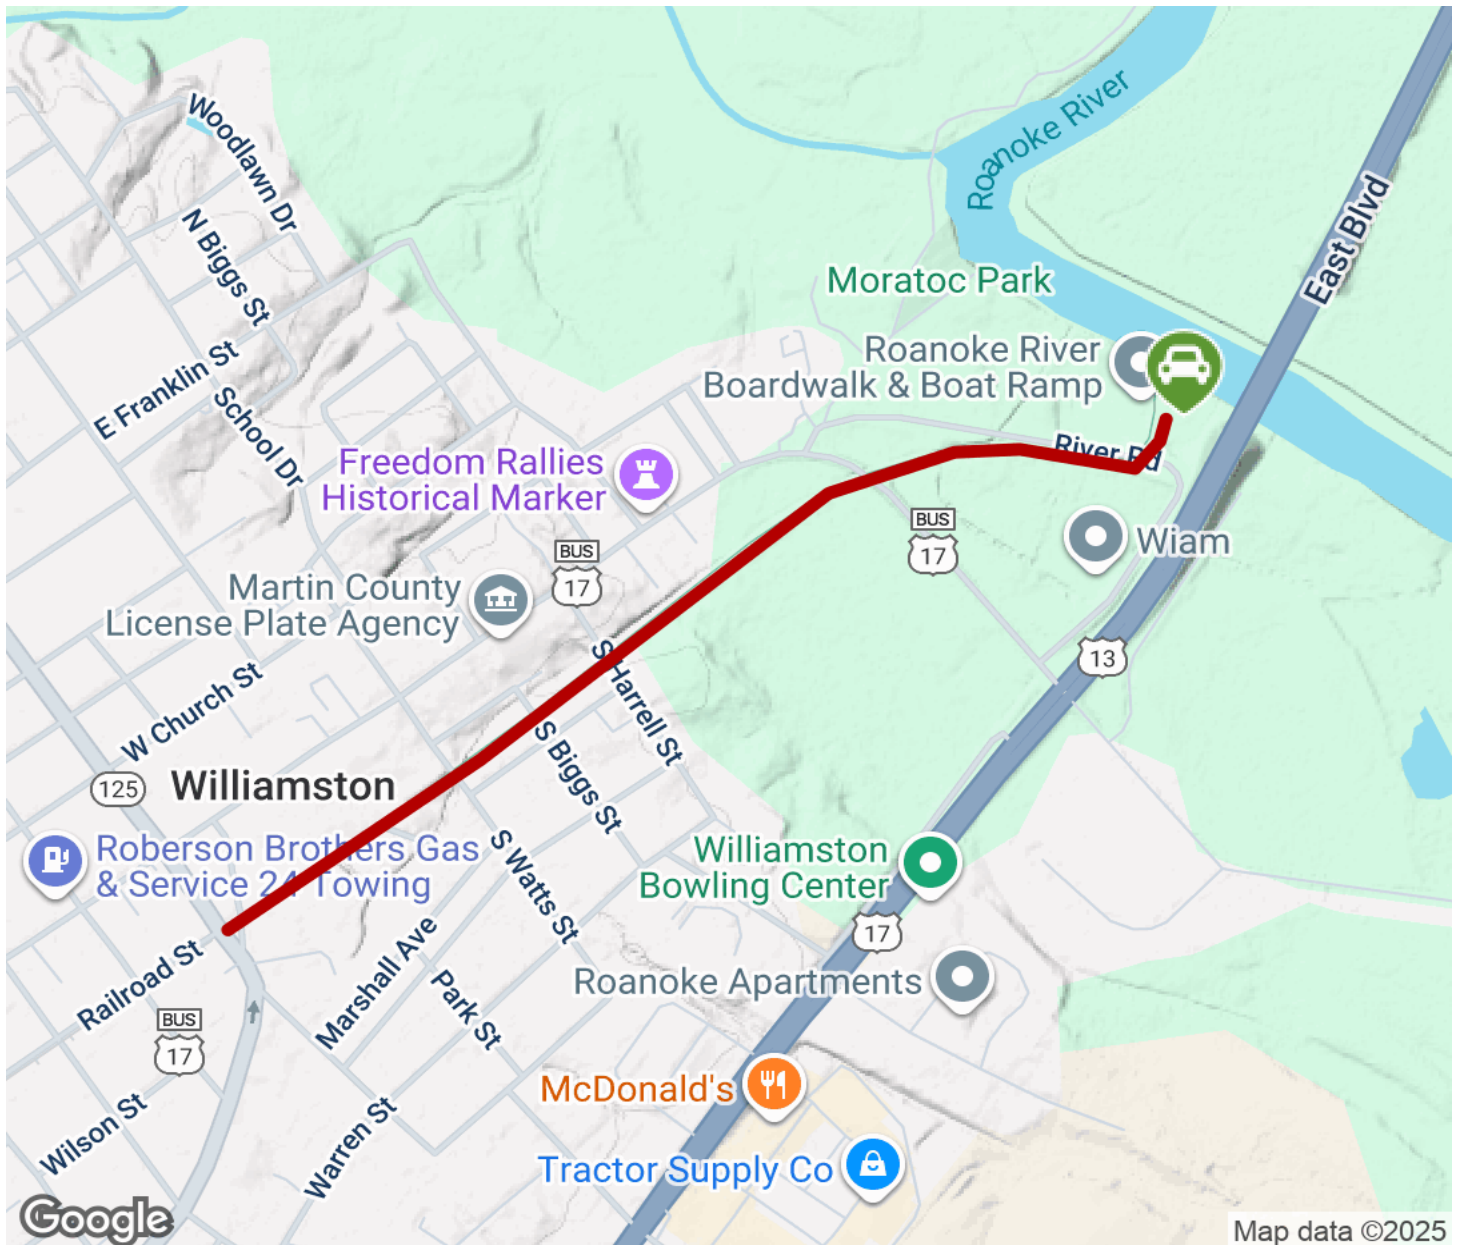 Woodlawn Dr
Roanoke River
East Blvd
N Biggs St
Moratoc Park
Roanoke River
Boardwalk & Boat Ramp
E Franklin St
School Dr
River Rd
Freedom Rallies
Historical Marker
BUS
17
Wiam
BUS
17
Martin County
License Plate Agency
13
S Harrell St
W Church St
S Biggs St
125
Williamston
Roberson Brothers Gas
& Service 24 Towing
Williamston
Bowling Center
S Watts St
17
Marshall Ave
Railroad St
Roanoke Apartments
Park St
BUS
17
McDonald's
Wilson St
Warren St
Tractor Supply Co
Google
Map data ©2025